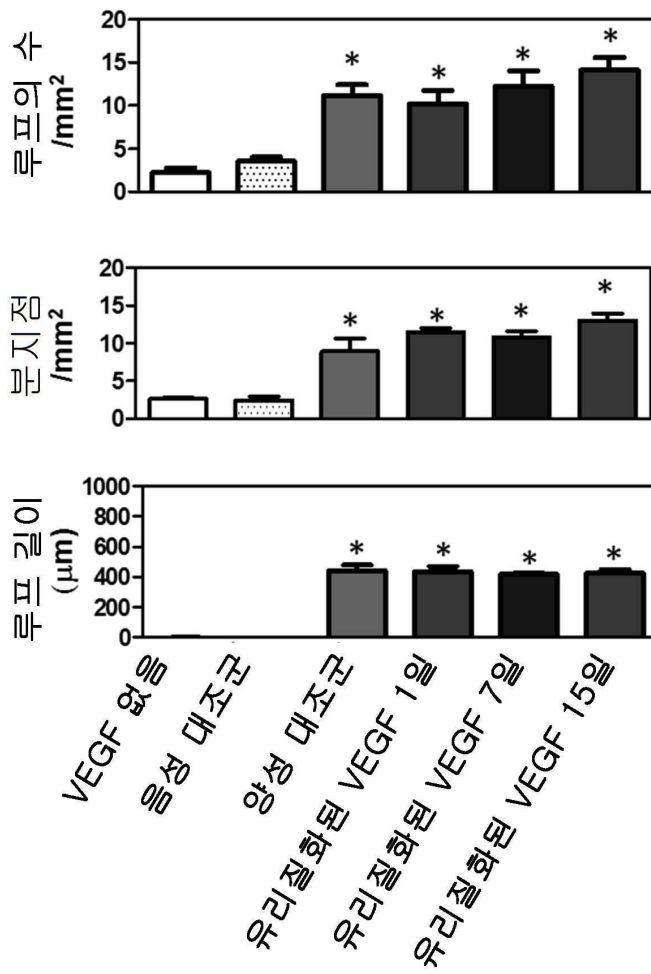 루프의 수
/mm²
20
15
10
5
0
* * * *
분지점
/mm²
20
15
10
5
0
* * * *
루프 길이
(μm)
1000
800
600
400
200
0
* * * *
VEGF 없음
음성 대조군
양성 대조군
유리질화된 VEGF 1일
유리질화된 VEGF 7일
유리질화된 VEGF 15일